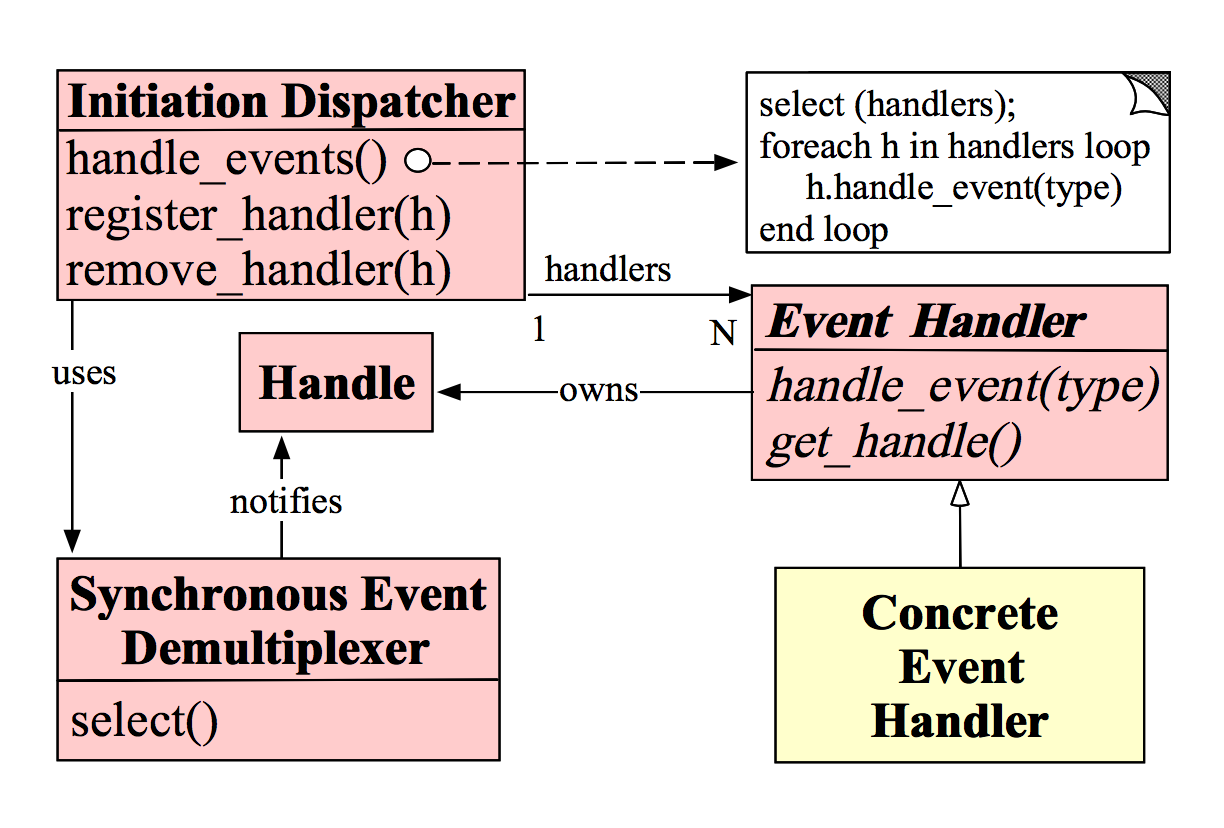 Initiation Dispatcher
handle_events()
register_handler(h)
remove_handler(h)
select (handlers);
foreach h in handlers loop
h.handle_event(type)
end loop
handlers
1
N
uses
Handle
owns
Event Handler
handle_event(type)
get_handle()
notifies
Synchronous Event
Demultiplexer
select()
Concrete
Event
Handler